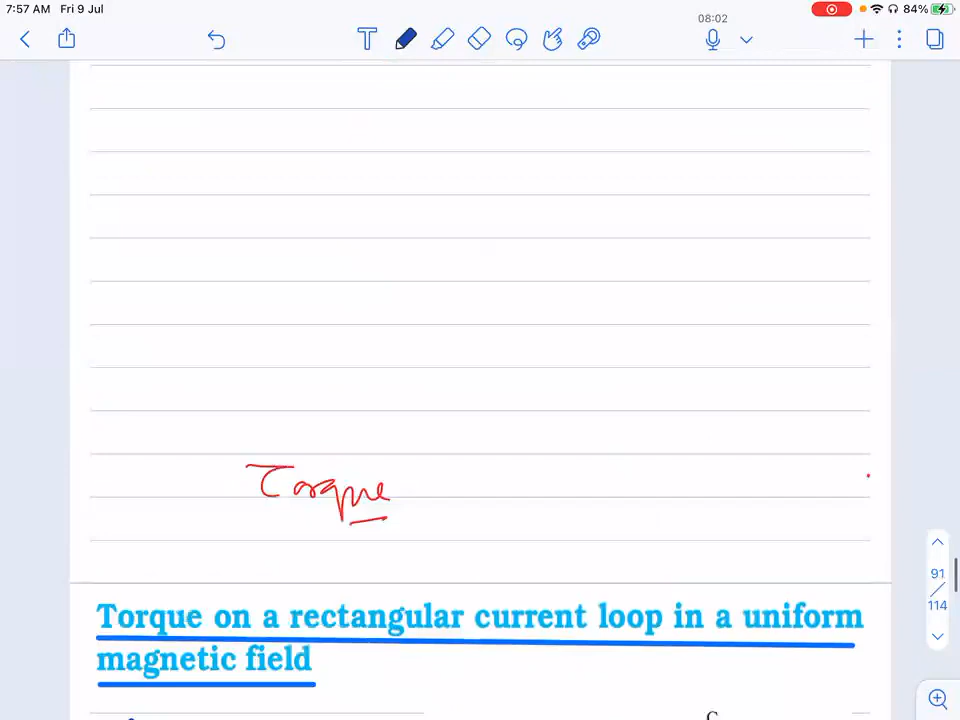 7:57 AM Fri 9 Jul
84%
08:02
T
Torque
91
114
Torque on a rectangular current loop in a uniform
magnetic field
C